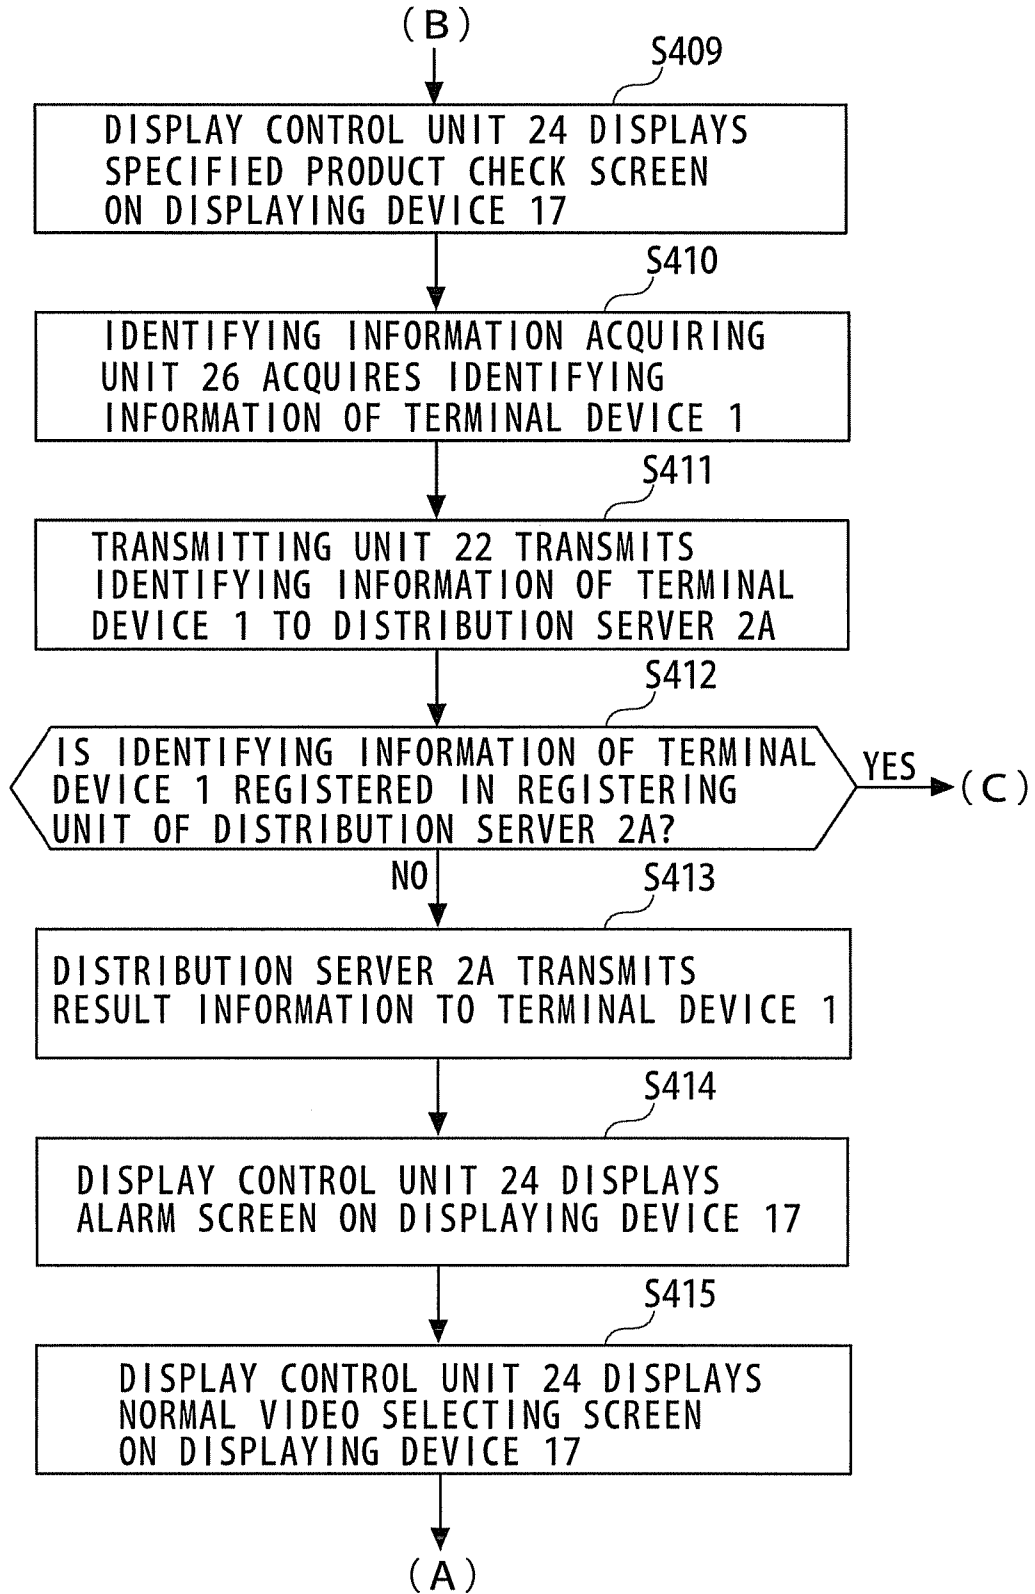 (B)
S409
DISPLAY CONTROL UNIT 24 DISPLAYS
SPECIFIED PRODUCT CHECK SCREEN
ON DISPLAYING DEVICE 17
S410
IDENTIFYING INFORMATION ACQUIRING
UNIT 26 ACQUIRES IDENTIFYING
INFORMATION OF TERMINAL DEVICE 1
S411
TRANSMITTING UNIT 22 TRANSMITS
IDENTIFYING INFORMATION OF TERMINAL
DEVICE 1 TO DISTRIBUTION SERVER 2A
S412
IS IDENTIFYING INFORMATION OF TERMINAL
DEVICE 1 REGISTERED IN REGISTERING
UNIT OF DISTRIBUTION SERVER 2A?
YES
(C)
NO
S413
DISTRIBUTION SERVER 2A TRANSMITS
RESULT INFORMATION TO TERMINAL DEVICE 1
S414
DISPLAY CONTROL UNIT 24 DISPLAYS
ALARM SCREEN ON DISPLAYING DEVICE 17
S415
DISPLAY CONTROL UNIT 24 DISPLAYS
NORMAL VIDEO SELECTING SCREEN
ON DISPLAYING DEVICE 17
(A)